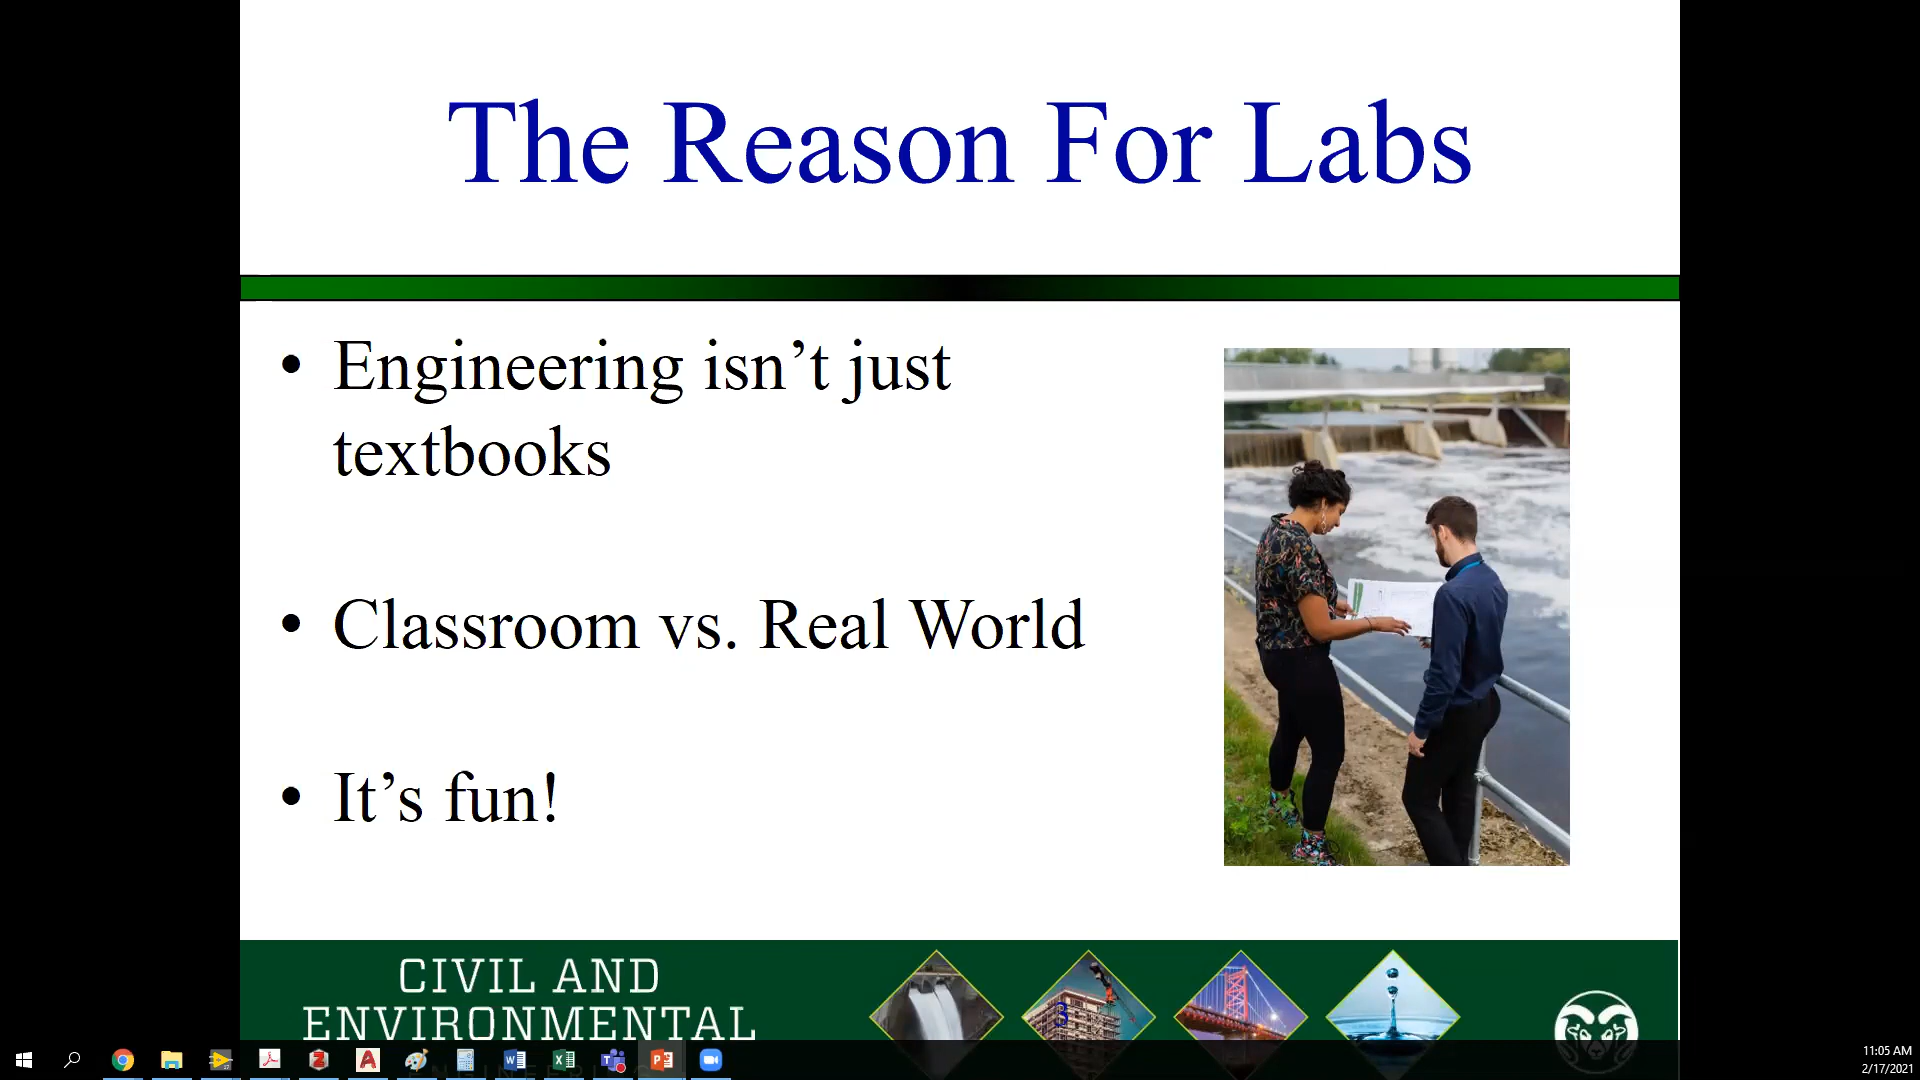 The Reason For Labs
• Engineering isn’t just
textbooks
• Classroom vs. Real World
• It’s fun!
CIVIL AND
ENVIRONMENTAL
3
11:05 AM
2/17/2021